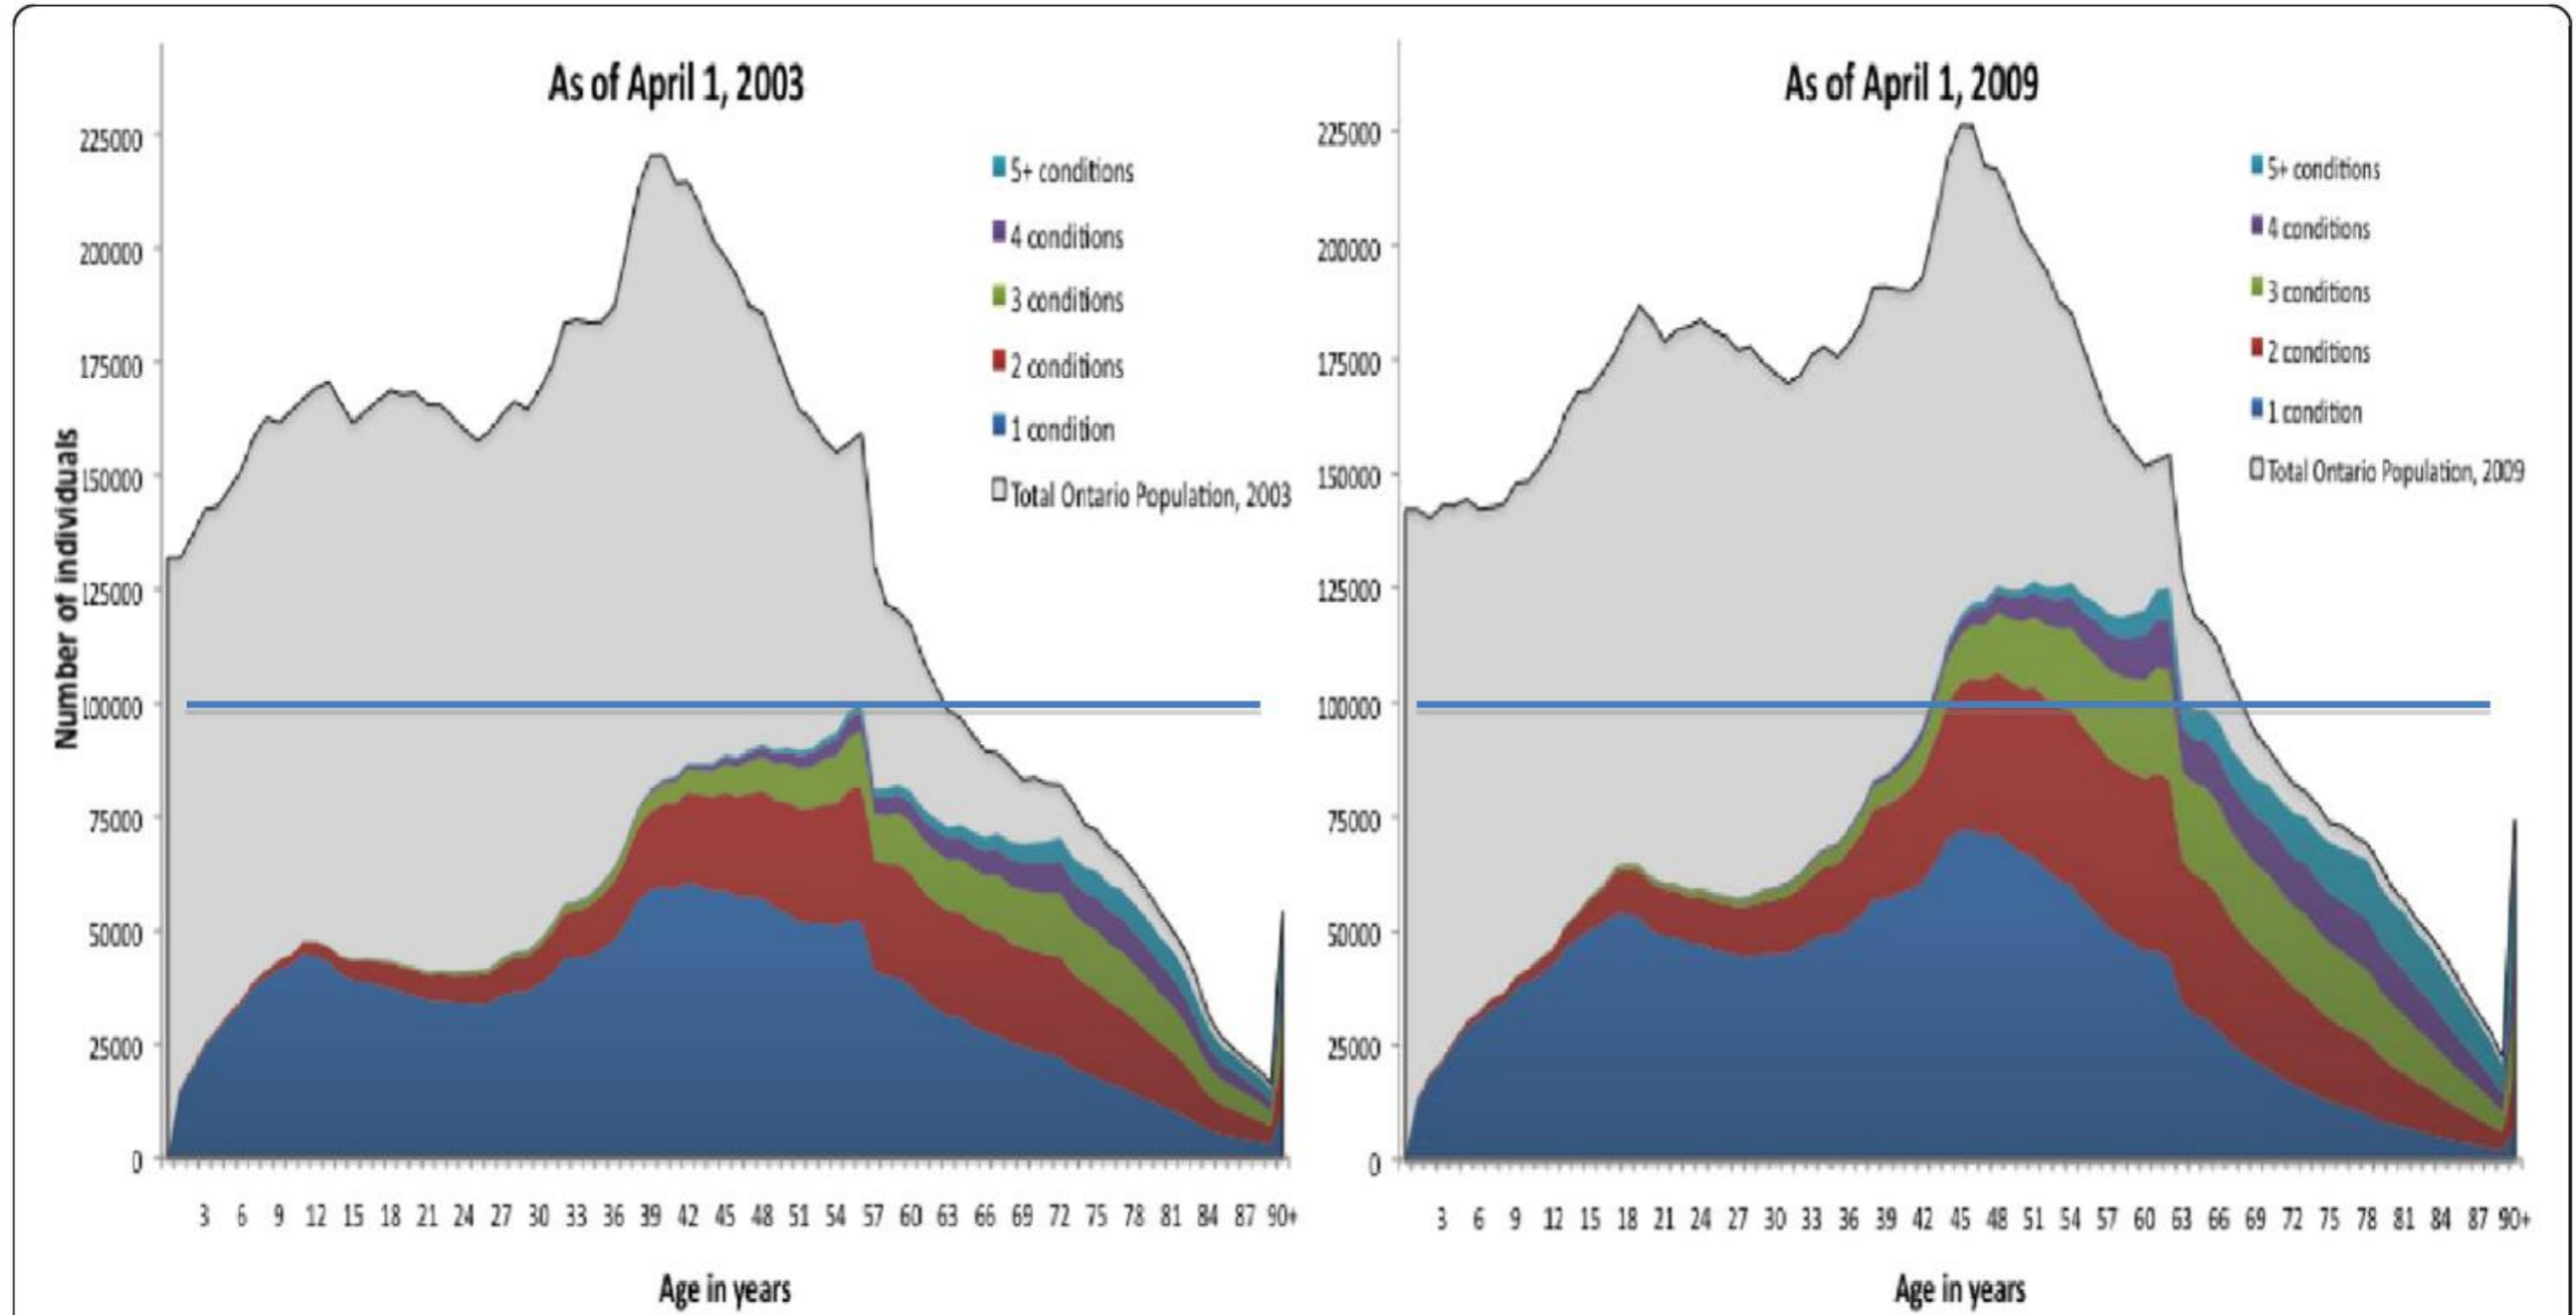 As of April 1, 2003
225000
200000
175000
150000
125000
100000
75000
50000
25000
0
Number of individuals
5+ conditions
4 conditions
3 conditions
2 conditions
1 condition
Total Ontario Population, 2003
3 6 9 12 15 18 21 24 27 30 33 36 39 42 45 48 51 54 57 60 63 66 69 72 75 78 81 84 87 90+
Age in years
As of April 1, 2009
225000
200000
175000
150000
125000
100000
75000
50000
25000
0
5+ conditions
4 conditions
3 conditions
2 conditions
1 condition
Total Ontario Population, 2009
3 6 9 12 15 18 21 24 27 30 33 36 39 42 45 48 51 54 57 60 63 66 69 72 75 78 81 84 87 90+
Age in years